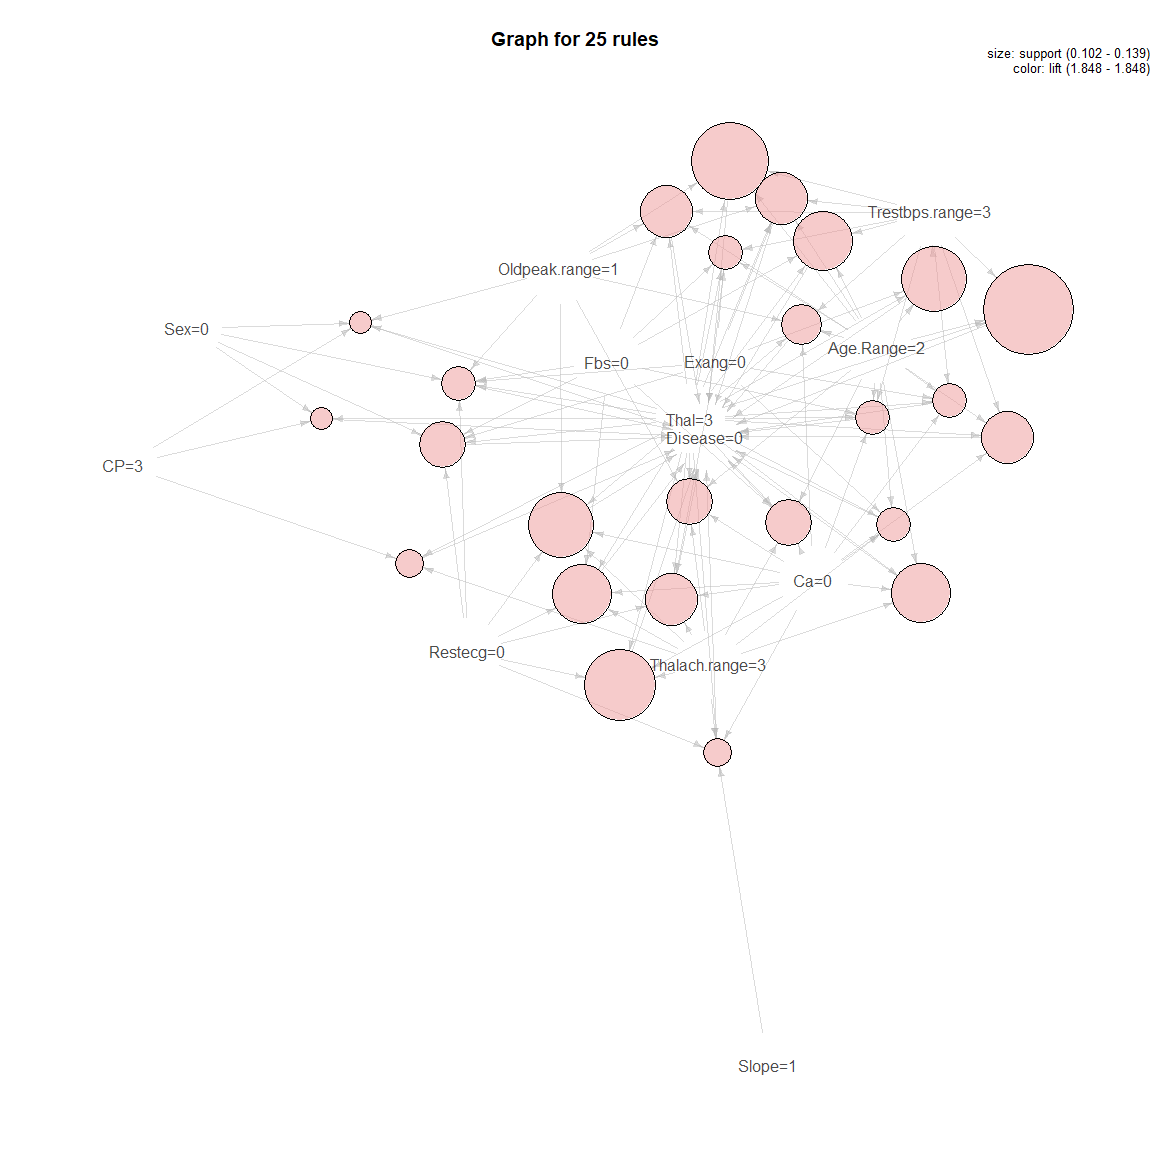 Graph for 25 rules
size: support (0.102 - 0.139)
color: lift (1.848 - 1.848)
Trestbps.range=3
Oldpeak.range=1
Sex=0
Age.Range=2
Fbs=0
Exang=0
Thal=3
Disease=0
CP=3
Ca=0
Restecg=0
Thalach.range=3
Slope=1